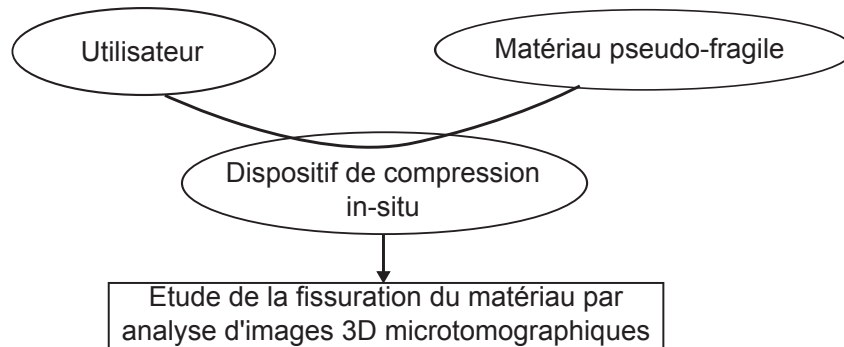 Utilisateur
Matériau pseudo-fragile
Dispositif de compression
in-situ
Etude de la fissuration du matériau par
analyse d'images 3D microtomographiques